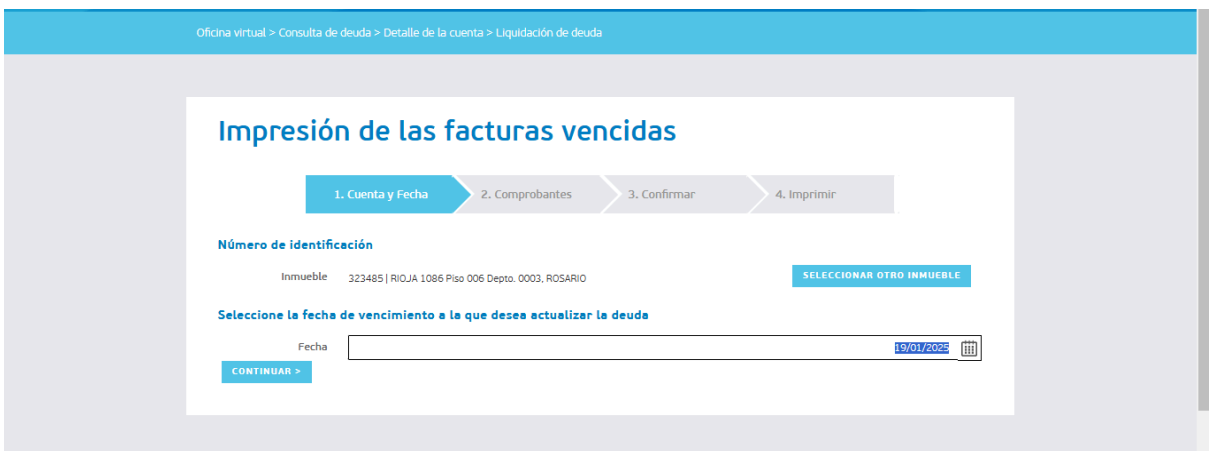 Oficina virtual > Consulta de deuda > Detalle de la cuenta > Liquidación de deuda
Impresión de las facturas vencidas
1. Cuenta y Fecha
2. Comprobantes
3. Confirmar
4. Imprimir
Número de identificación
Inmueble 323485 | RIOJA 1086 Piso 006 Depto. 0003, ROSARIO SELECCIONAR OTRO INMUEBLE
Seleccione la fecha de vencimiento a la que desea actualizar la deuda
Fecha 19/01/2025
CONTINUAR >